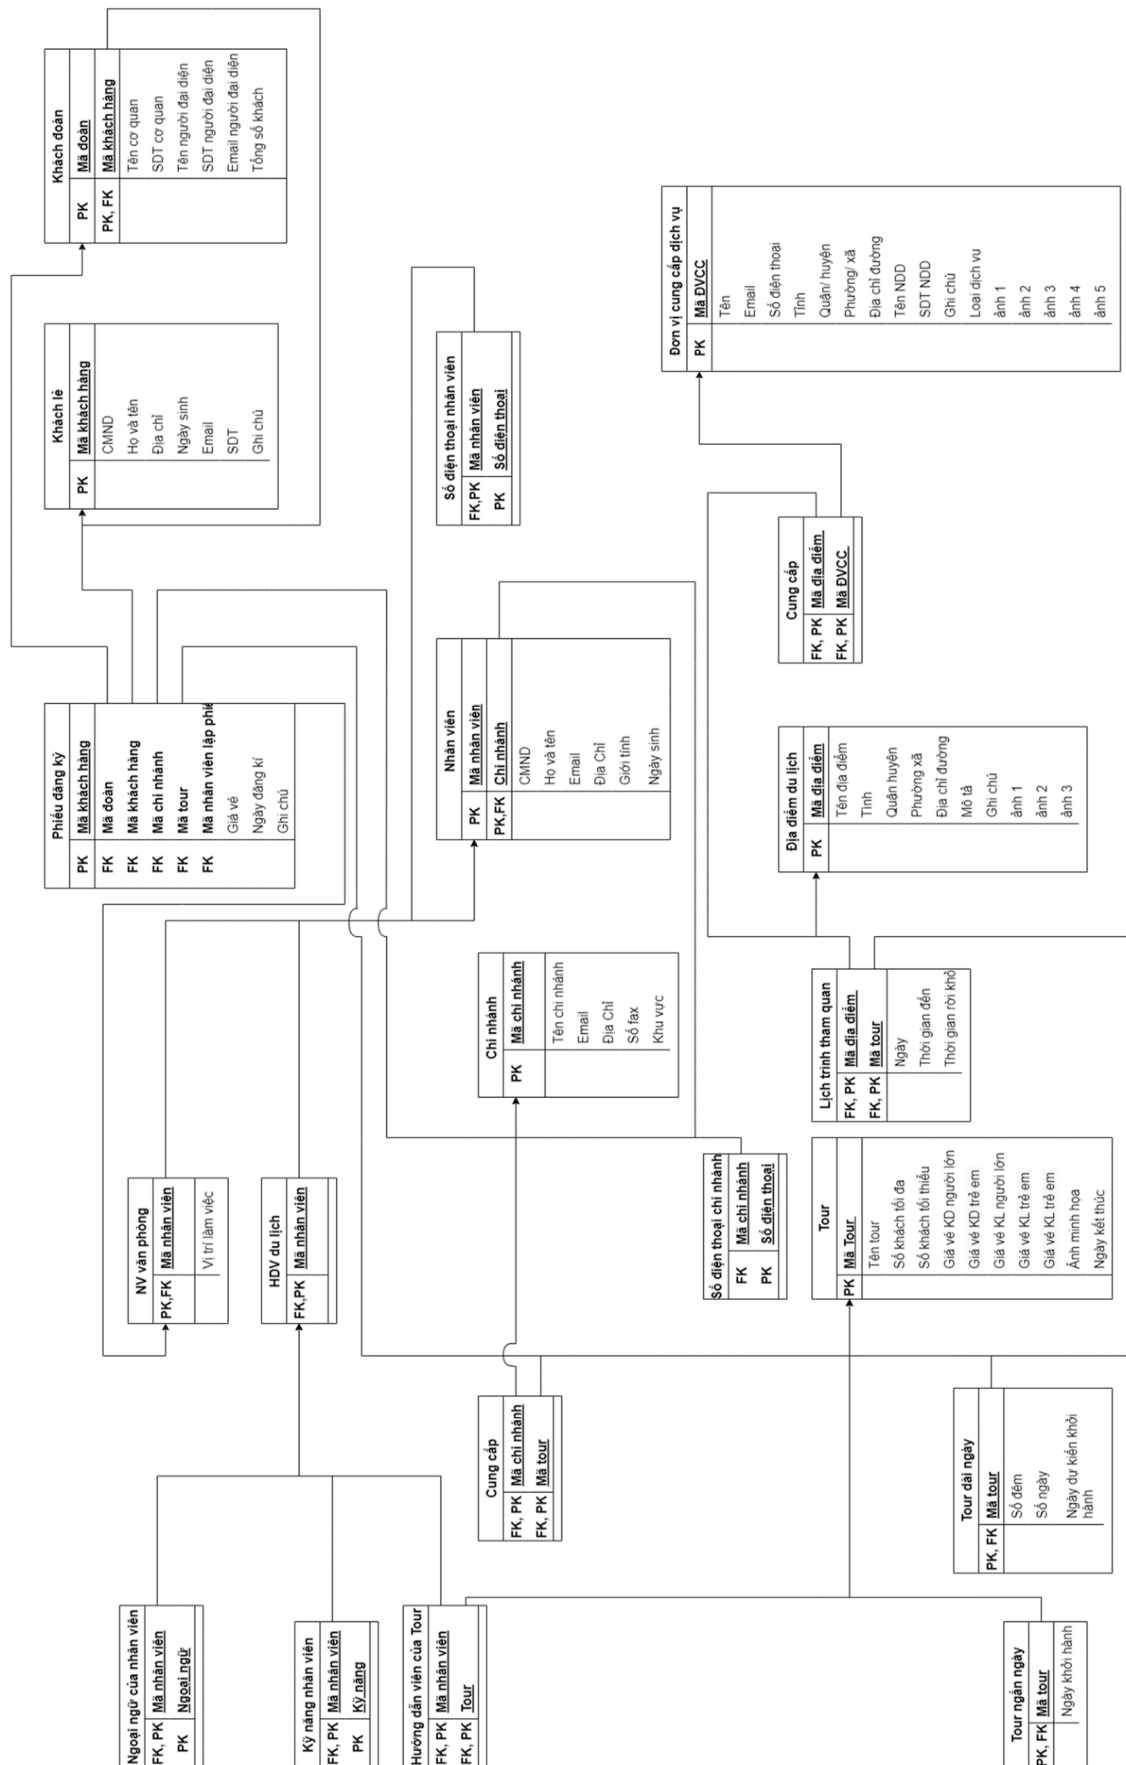 Ngoại ngữ của nhân viên
FK, PK Mã nhân viên
PK Ngoại ngữ
Kỹ năng nhân viên
FK, PK Mã nhân viên
PK Kỹ năng
Hướng dẫn viên của Tour
FK, PK Mã nhân viên
FK, PK Tour
Tour ngắn ngày
PK, FK Mã tour
Ngày khởi hành
Cung cấp
FK, PK Mã chi nhánh
FK, PK Mã tour
Tour dài ngày
PK, FK Mã tour
Số đêm
Số ngày
Ngày dự kiến khởi
hành
NV văn phòng
PK,FK Mã nhân viên
Vị trí làm việc
HDV du lịch
FK,PK Mã nhân viên
Số điện thoại chi nhánh
FK Mã chi nhánh
PK Số điện thoại
Tour
PK Mã Tour
Tên tour
Số khách tối đa
Số khách tối thiểu
Giá vé KD người lớn
Giá vé KD trẻ em
Giá vé KL người lớn
Giá vé KL trẻ em
Giá vé KL trẻ em
Ảnh minh họa
Ngày kết thúc
Chi nhánh
PK Mã chi nhánh
Tên chi nhánh
Email
Địa Chỉ
Số fax
Khu vực
Lịch trình tham quan
FK, PK Mã địa điểm
FK, PK Mã tour
Ngày
Thời gian đến
Thời gian rời khỏ
Phiếu đăng ký
PK Mã khách hàng
FK Mã đoàn
FK Mã khách hàng
FK Mã chi nhánh
FK Mã tour
FK Mã nhân viên lập phiế
Giá vé
Ngày đăng kí
Ghi chú
Nhân viên
PK Mã nhân viên
PK,FK Chi nhánh
CMND
Họ và tên
Email
Địa Chỉ
Giới tính
Ngày sinh
Địa điểm du lịch
PK Mã địa điểm
Tên địa điểm
Tỉnh
Quận huyện
Phường xã
Địa chỉ đường
Mô tả
Ghi chú
ảnh 1
ảnh 2
ảnh 3
Cung cấp
FK, PK Mã địa điểm
FK, PK Mã ĐVCC
Khách lẻ
PK Mã khách hàng
CMND
Họ và tên
Địa chỉ
Ngày sinh
Email
SDT
Ghi chú
Số điện thoại nhân viên
FK,PK Mã nhân viên
PK Số điện thoại
Đơn vị cung cấp dịch vụ
PK Mã ĐVCC
Tên
Email
Số điện thoại
Tỉnh
Quận/ huyện
Phường/ xã
Địa chỉ đường
Tên NDD
SDT NDD
Ghi chú
Loại dịch vụ
ảnh 1
ảnh 2
ảnh 3
ảnh 4
ảnh 5
Khách đoàn
PK Mã đoàn
PK, FK Mã khách hàng
Tên cơ quan
SDT cơ quan
Tên người đại diện
SDT người đại diện
Email người đại diện
Tổng số khách